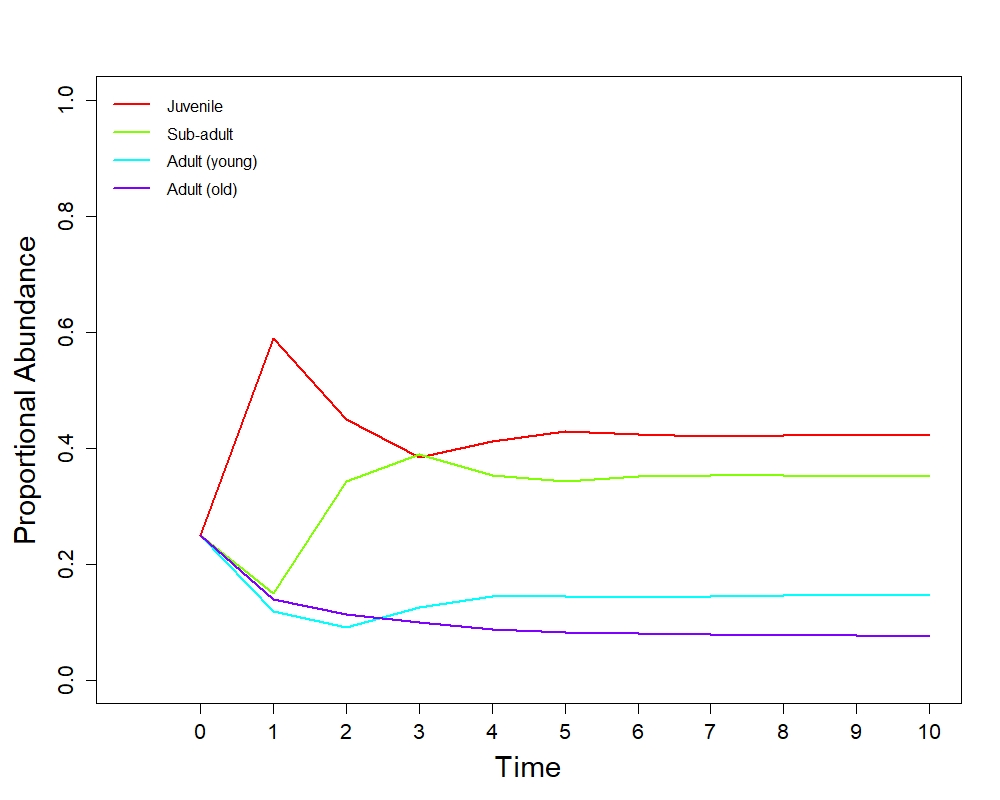 1.0
0.8
0.6
0.4
0.2
0.0
Proportional Abundance
Juvenile
Sub-adult
Adult (young)
Adult (old)
0 1 2 3 4 5 6 7 8 9 10
Time